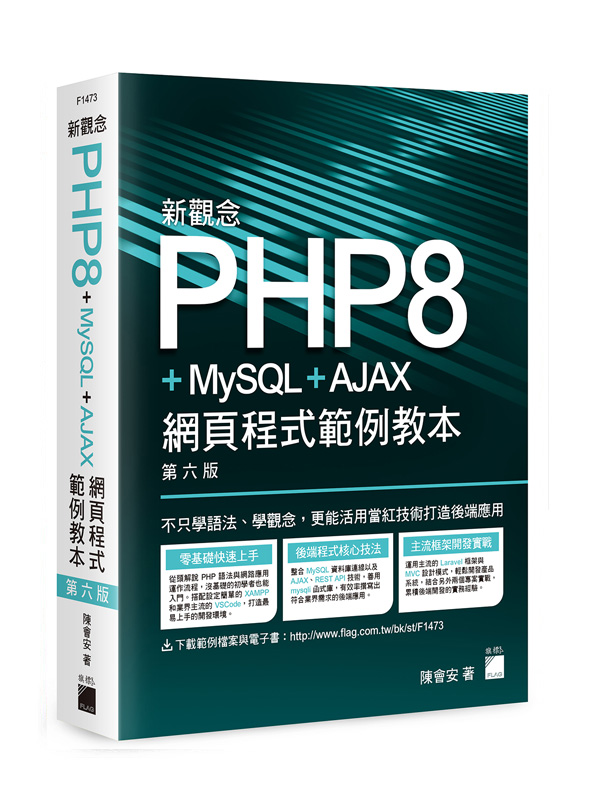 F1473
新觀念
PHP8
+ MySQL + AJAX
網頁程式
範例教本
第六版
陳會安 著
旗標
FLAG
新觀念
PHP8
+ MySQL + AJAX
網頁程式範例教本
第六版
不只學語法、學觀念，更能活用當紅技術打造後端應用
零基礎快速上手
從頭解說 PHP 語法與網路應用
運作流程，沒基礎的初學者也能
入門。搭配設定簡單的 XAMPP
和業界主流的 VSCode，打造最
易上手的開發環境。
後端程式核心技法
整合 MySQL 資料庫連線以及
AJAX、REST API 技術，善用
mysqli 函式庫，有效率撰寫出
符合業界需求的後端應用。
主流框架開發實戰
運用主流的 Laravel 框架與
MVC 設計模式，輕鬆開發產品
系統，結合另外兩個專案實戰，
累積後端開發的實務經驗。
下載範例檔案與電子書：http://www.flag.com.tw/bk/st/F1473
陳會安 著
旗標
FLAG